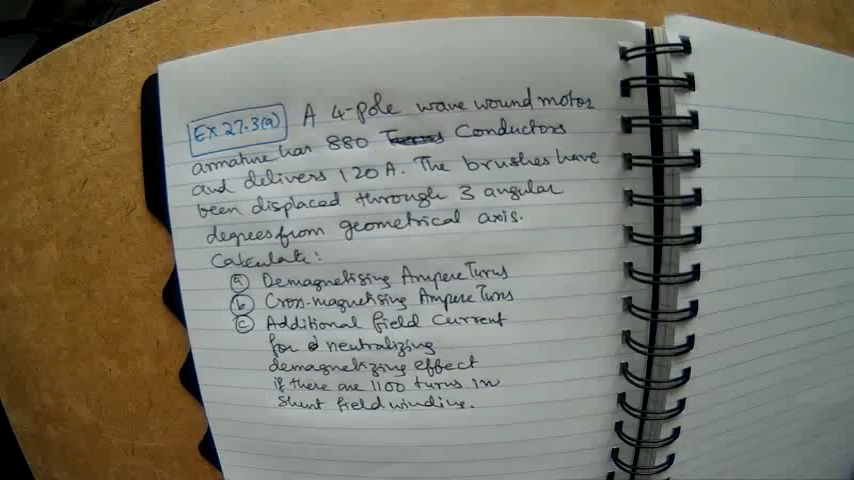 Ex 27.3(a) A 4-pole wave wound motor
armature has 880 Conductors
and delivers 120 A. The brushes have
been displaced through 3 angular
degrees from geometrical axis.
Calculate:
(a) Demagnetising Ampere Turns
(b) Cross-magnetising Ampere Turns
(c) Additional field Current
for neutralizing
demagnetizing effect
if there are 1100 turns in
Shunt field winding.